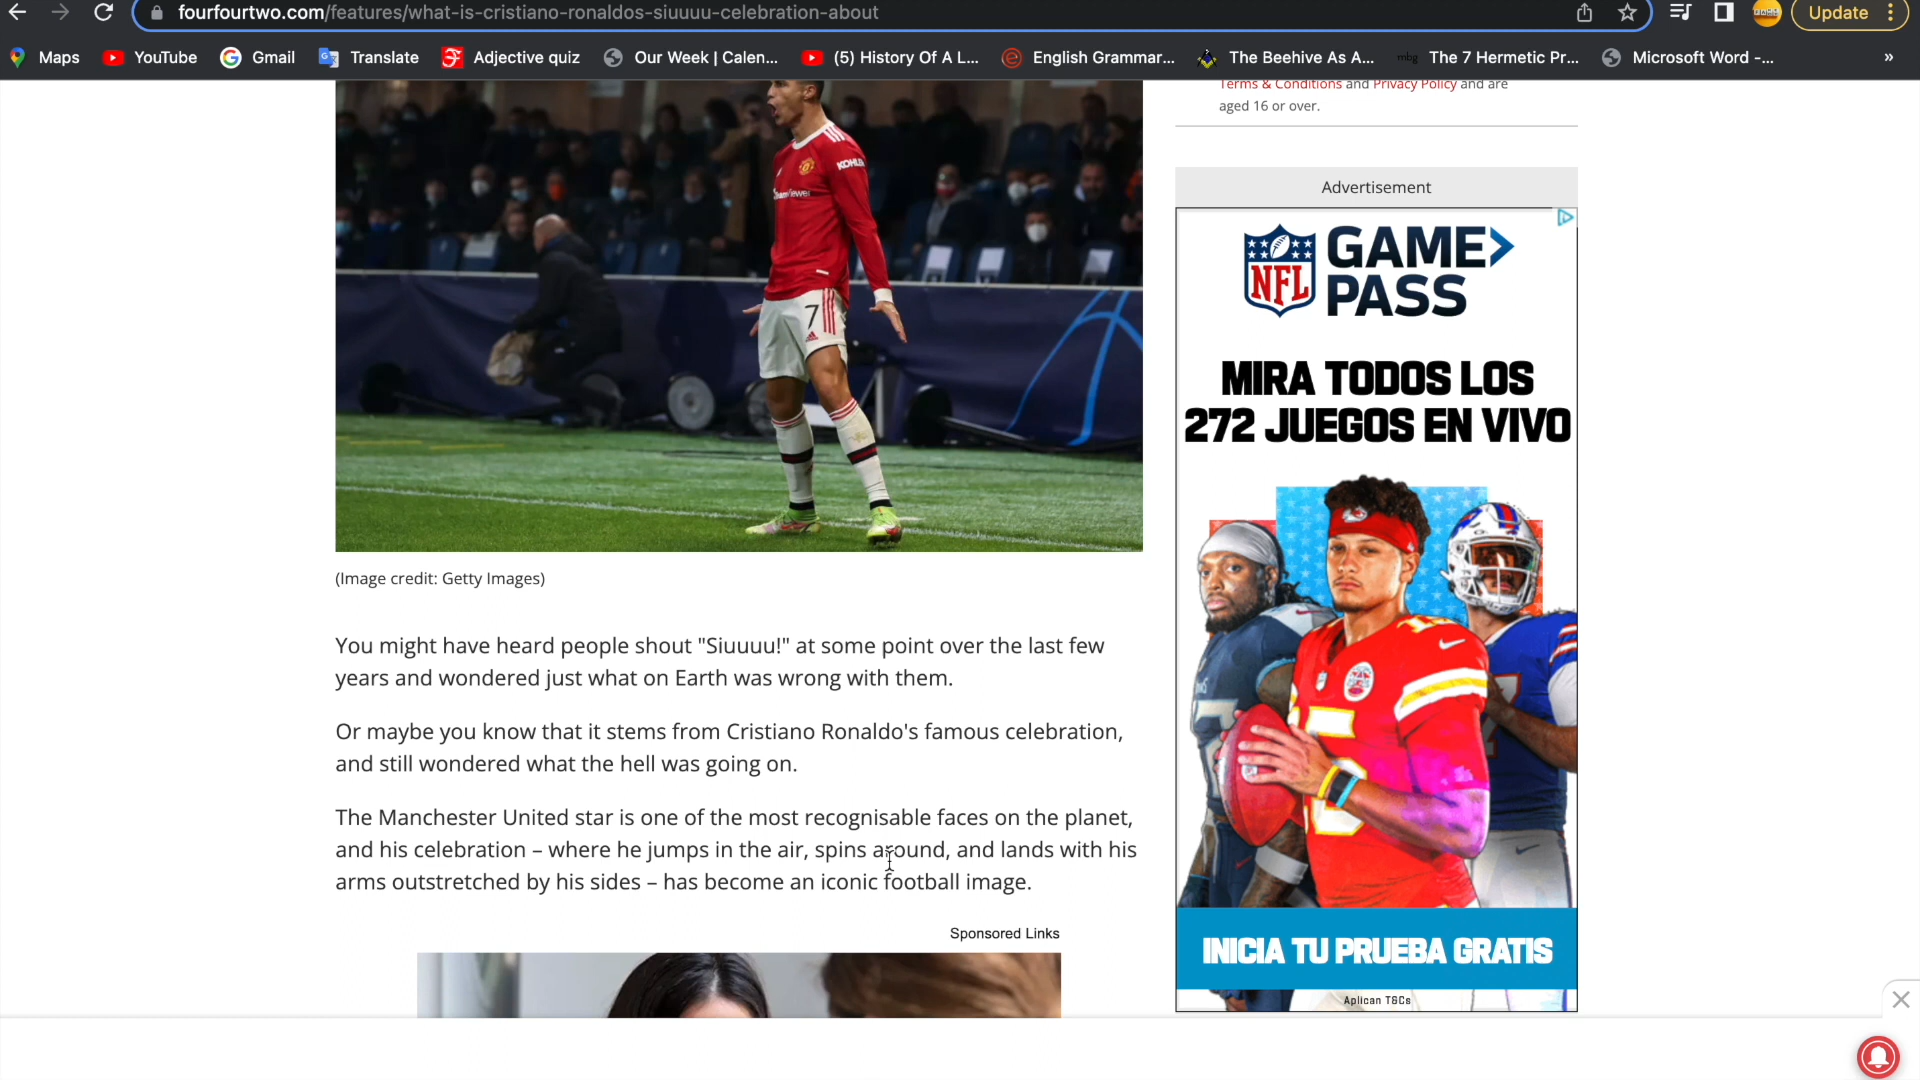 fourfourtwo.com/features/what-is-cristiano-ronaldos-siuuuu-celebration-about
Update
Maps
YouTube
Gmail
Translate
Adjective quiz
Our Week | Calen...
(5) History Of A L...
English Grammar...
The Beehive As A...
mbg
The 7 Hermetic Pr...
Microsoft Word -...
»
Terms & Conditions and Privacy Policy and are
aged 16 or over.
KOHLER
TeamViewer
7
(Image credit: Getty Images)
You might have heard people shout "Siuuuu!" at some point over the last few
years and wondered just what on Earth was wrong with them.
Or maybe you know that it stems from Cristiano Ronaldo's famous celebration,
and still wondered what the hell was going on.
The Manchester United star is one of the most recognisable faces on the planet,
and his celebration – where he jumps in the air, spins around, and lands with his
arms outstretched by his sides – has become an iconic football image.
Sponsored Links
Advertisement
NFL
GAME
PASS
MIRA TODOS LOS
272 JUEGOS EN VIVO
INICIA TU PRUEBA GRATIS
Aplican T&Cs